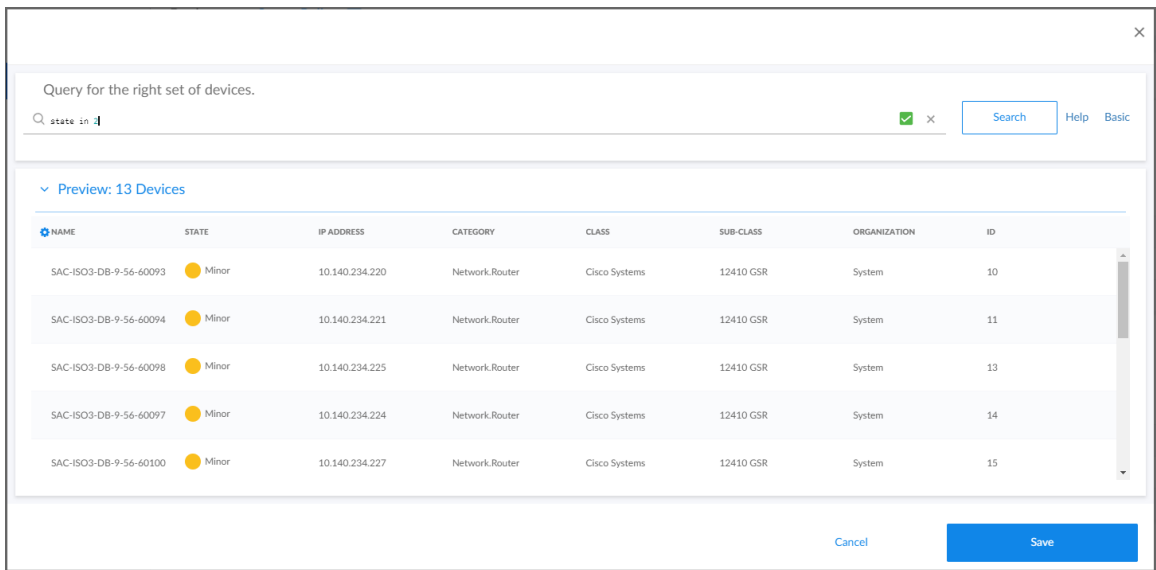 Query for the right set of devices.
state in 2
Search Help Basic
Preview: 13 Devices
NAME STATE IP ADDRESS CATEGORY CLASS SUB-CLASS ORGANIZATION ID
SAC-ISO3-DB-9-56-60093 Minor 10.140.234.220 Network.Router Cisco Systems 12410 GSR System 10
SAC-ISO3-DB-9-56-60094 Minor 10.140.234.221 Network.Router Cisco Systems 12410 GSR System 11
SAC-ISO3-DB-9-56-60098 Minor 10.140.234.225 Network.Router Cisco Systems 12410 GSR System 13
SAC-ISO3-DB-9-56-60097 Minor 10.140.234.224 Network.Router Cisco Systems 12410 GSR System 14
SAC-ISO3-DB-9-56-60100 Minor 10.140.234.227 Network.Router Cisco Systems 12410 GSR System 15
Cancel Save